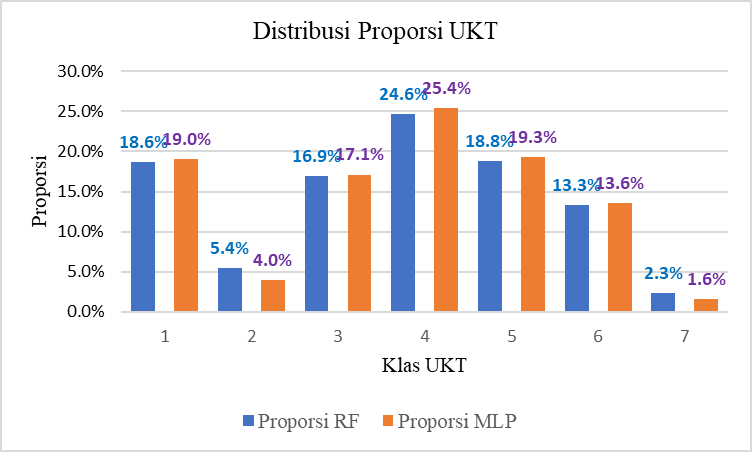 Distribusi Proporsi UKT
30.0%
25.0%
20.0%
15.0%
10.0%
5.0%
0.0%
Proporsi
18.6% 19.0%
5.4% 4.0%
16.9% 17.1%
24.6% 25.4%
18.8% 19.3%
13.3% 13.6%
2.3% 1.6%
1 2 3 4 5 6 7
Klas UKT
Proporsi RF Proporsi MLP